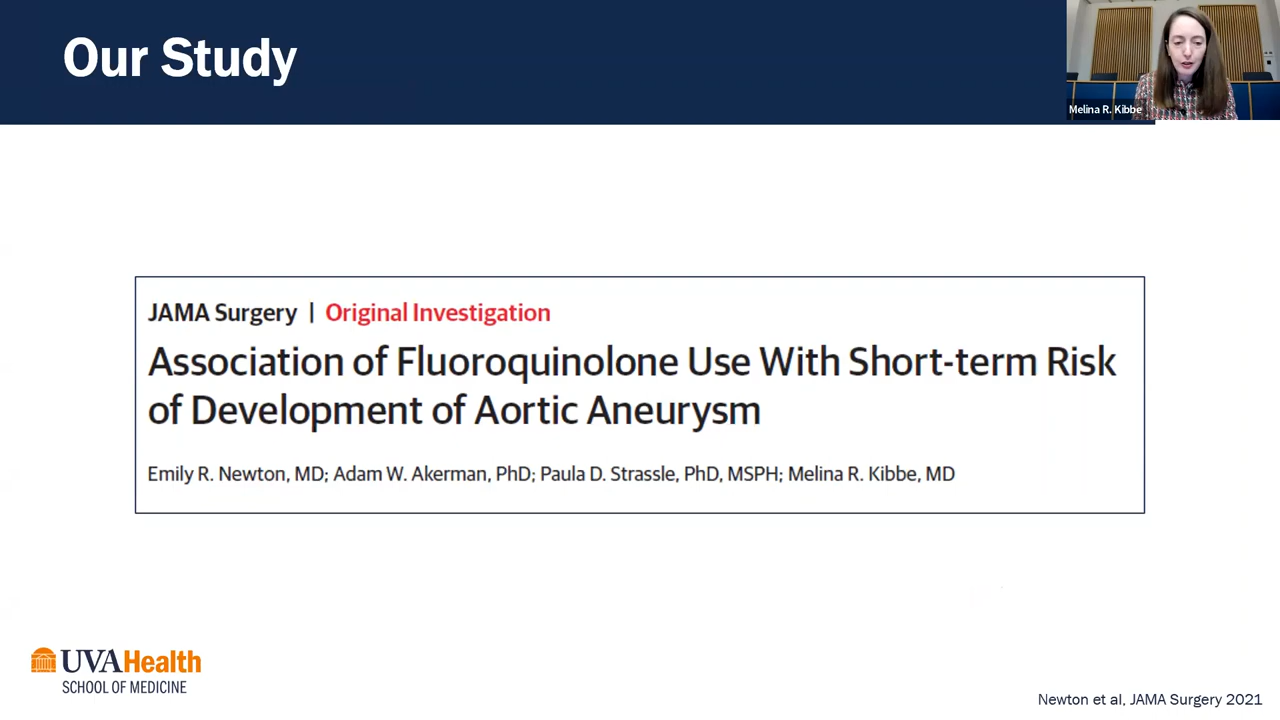 Our Study
Melina R. Kibbe
JAMA Surgery | Original Investigation
Association of Fluoroquinolone Use With Short-term Risk
of Development of Aortic Aneurysm
Emily R. Newton, MD; Adam W. Akerman, PhD; Paula D. Strassle, PhD, MSPH; Melina R. Kibbe, MD
UVAHealth
SCHOOL OF MEDICINE
Newton et al, JAMA Surgery 2021